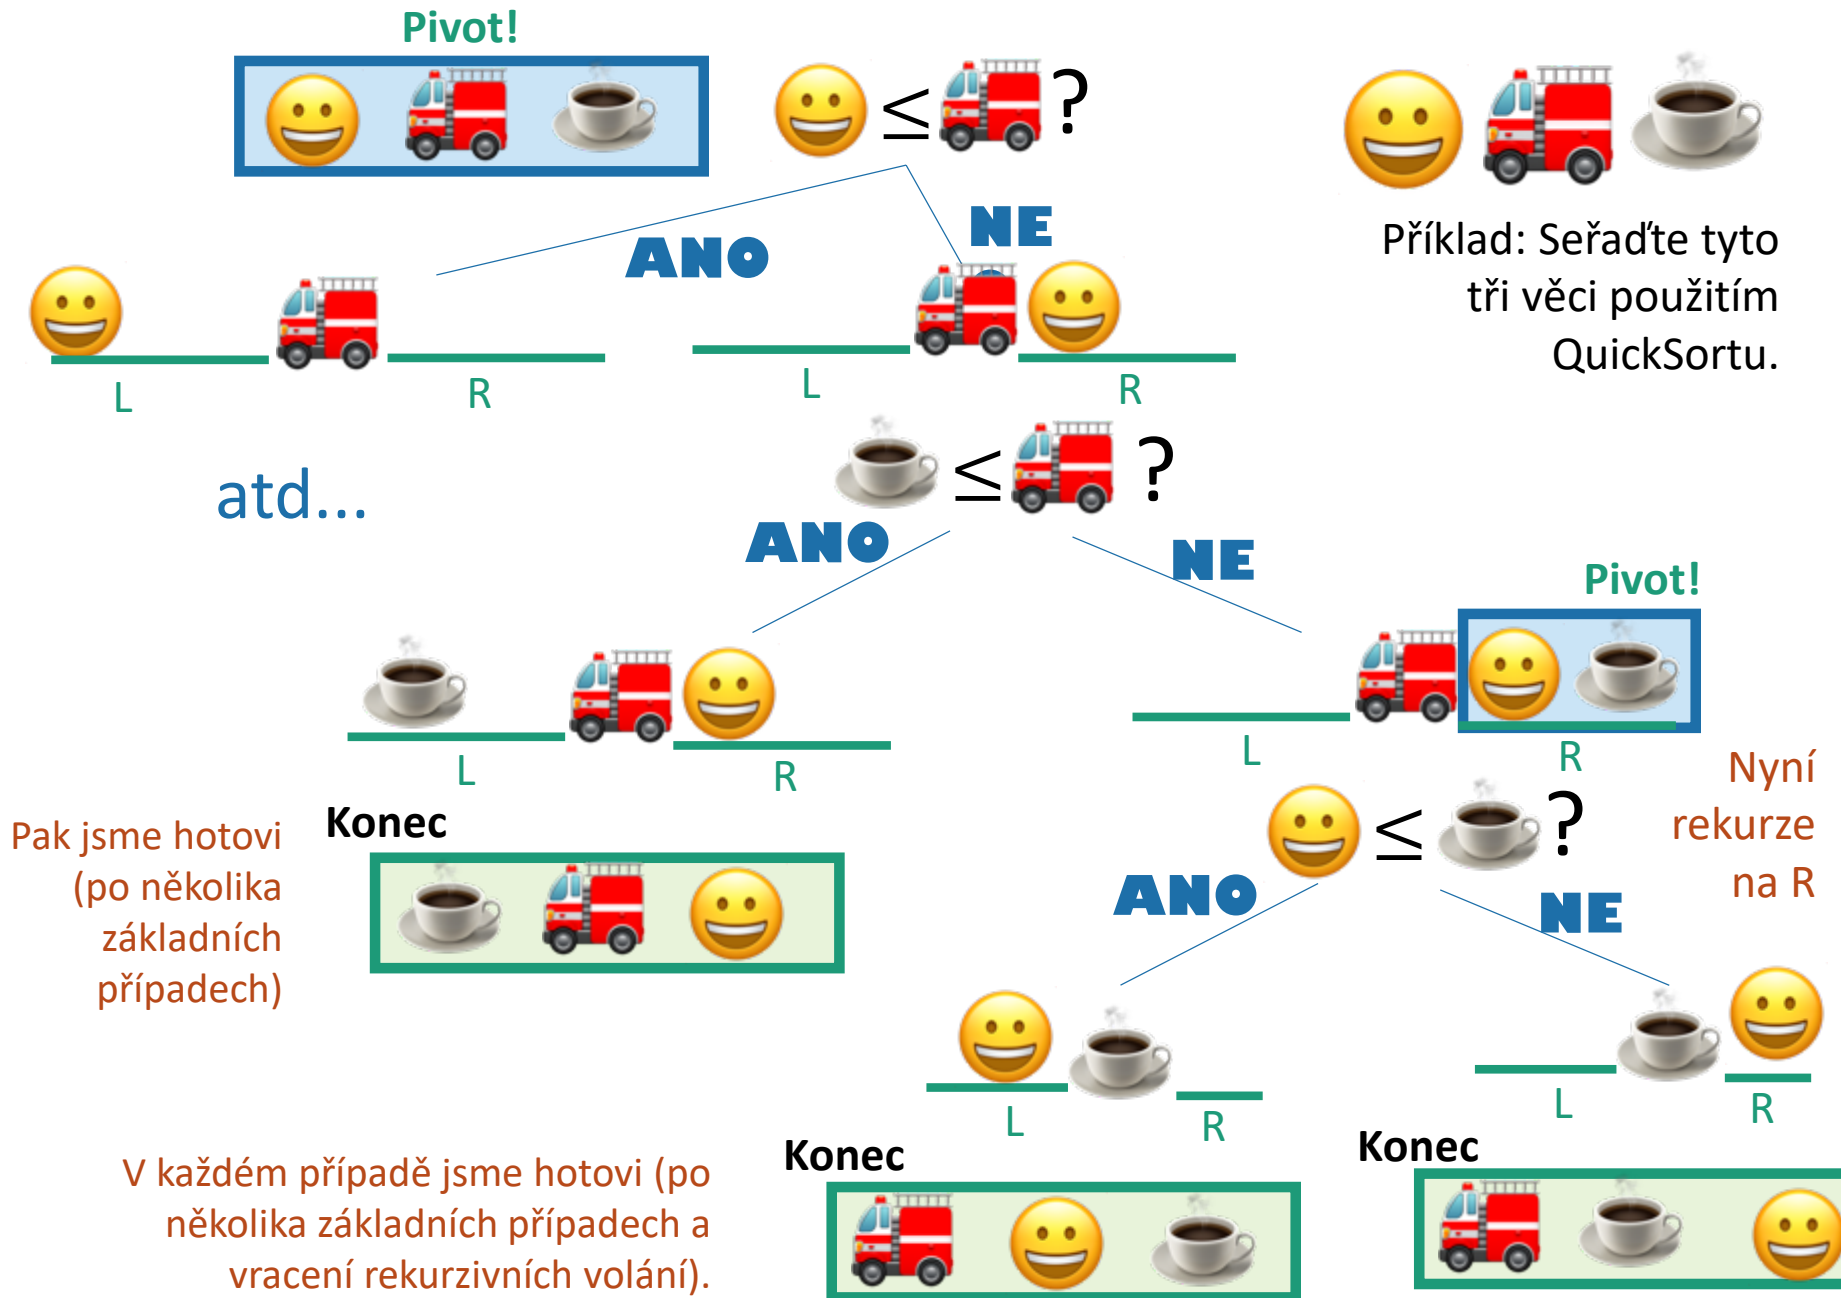 Pivot!
≤ ?
Příklad: Seřaďte tyto
tři věci použitím
QuickSortu.
ANO
NE
L
R
L
R
atd...
≤ ?
ANO
NE
Pivot!
L
R
L
R
Nyní
rekurze
na R
Pak jsme hotovi
(po několika
základních
případech)
Konec
≤ ?
ANO
NE
L
R
L
R
V každém případě jsme hotovi (po
několika základních případech a
vracení rekurzivních volání).
Konec
Konec